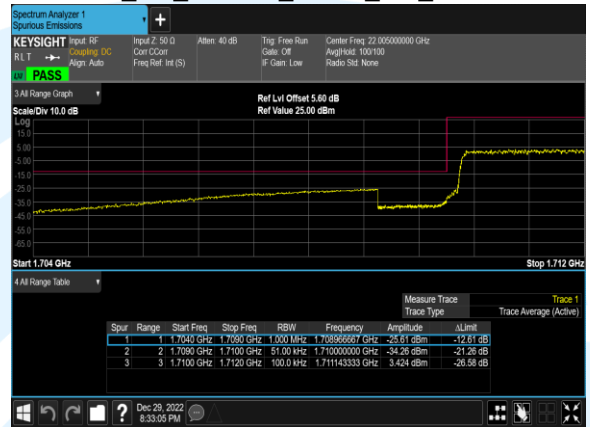 Spectrum Analyzer 1
Spurious Emissions
+
KEYSIGHT Input: RF Input Z: 50 Ω Atten: 40 dB Trig: Free Run Center Freq: 22.005000000 GHz
RLT Coupling: DC Corr CCorr Gate: Off Avg|Hold: 100/100
Align: Auto Freq Ref: Int (S) IF Gain: Low Radio Std: None
PASS
3 All Range Graph
Ref Lvl Offset 5.60 dB
Scale/Div 10.0 dB Ref Value 25.00 dBm
Log
15.0
5.00
-5.00
-15.0
-25.0
-35.0
-45.0
-55.0
-65.0
Start 1.704 GHz Stop 1.712 GHz
4 All Range Table
Measure Trace Trace 1
Trace Type Trace Average (Active)
Spur Range Start Freq Stop Freq RBW Frequency Amplitude ΔLimit
1 1 1.7040 GHz 1.7090 GHz 1.000 MHz 1.708966667 GHz -25.61 dBm -12.61 dB
2 2 1.7090 GHz 1.7100 GHz 51.00 kHz 1.710000000 GHz -34.26 dBm -21.26 dB
3 3 1.7100 GHz 1.7120 GHz 100.0 kHz 1.711143333 GHz 3.424 dBm -26.58 dB
? Dec 29, 2022
8:33:05 PM